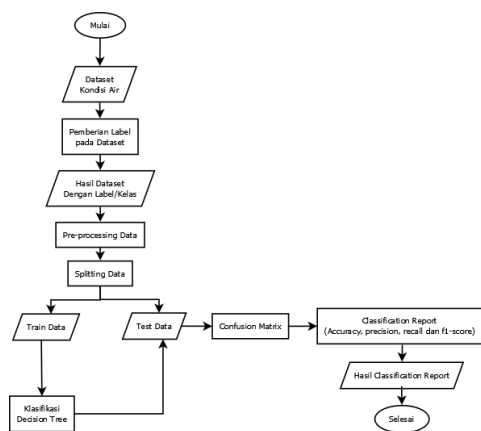 Mulai
Dataset
Kondisi Air
Pemberian Label
pada Dataset
Hasil Dataset
Dengan Label/Kelas
Pre-processing Data
Splitting Data
Train Data
Test Data
Confusion Matrix
Classification Report
(Accuracy, precision, recall dan f1-score)
Klasifikasi
Decision Tree
Hasil Classification Report
Selesai